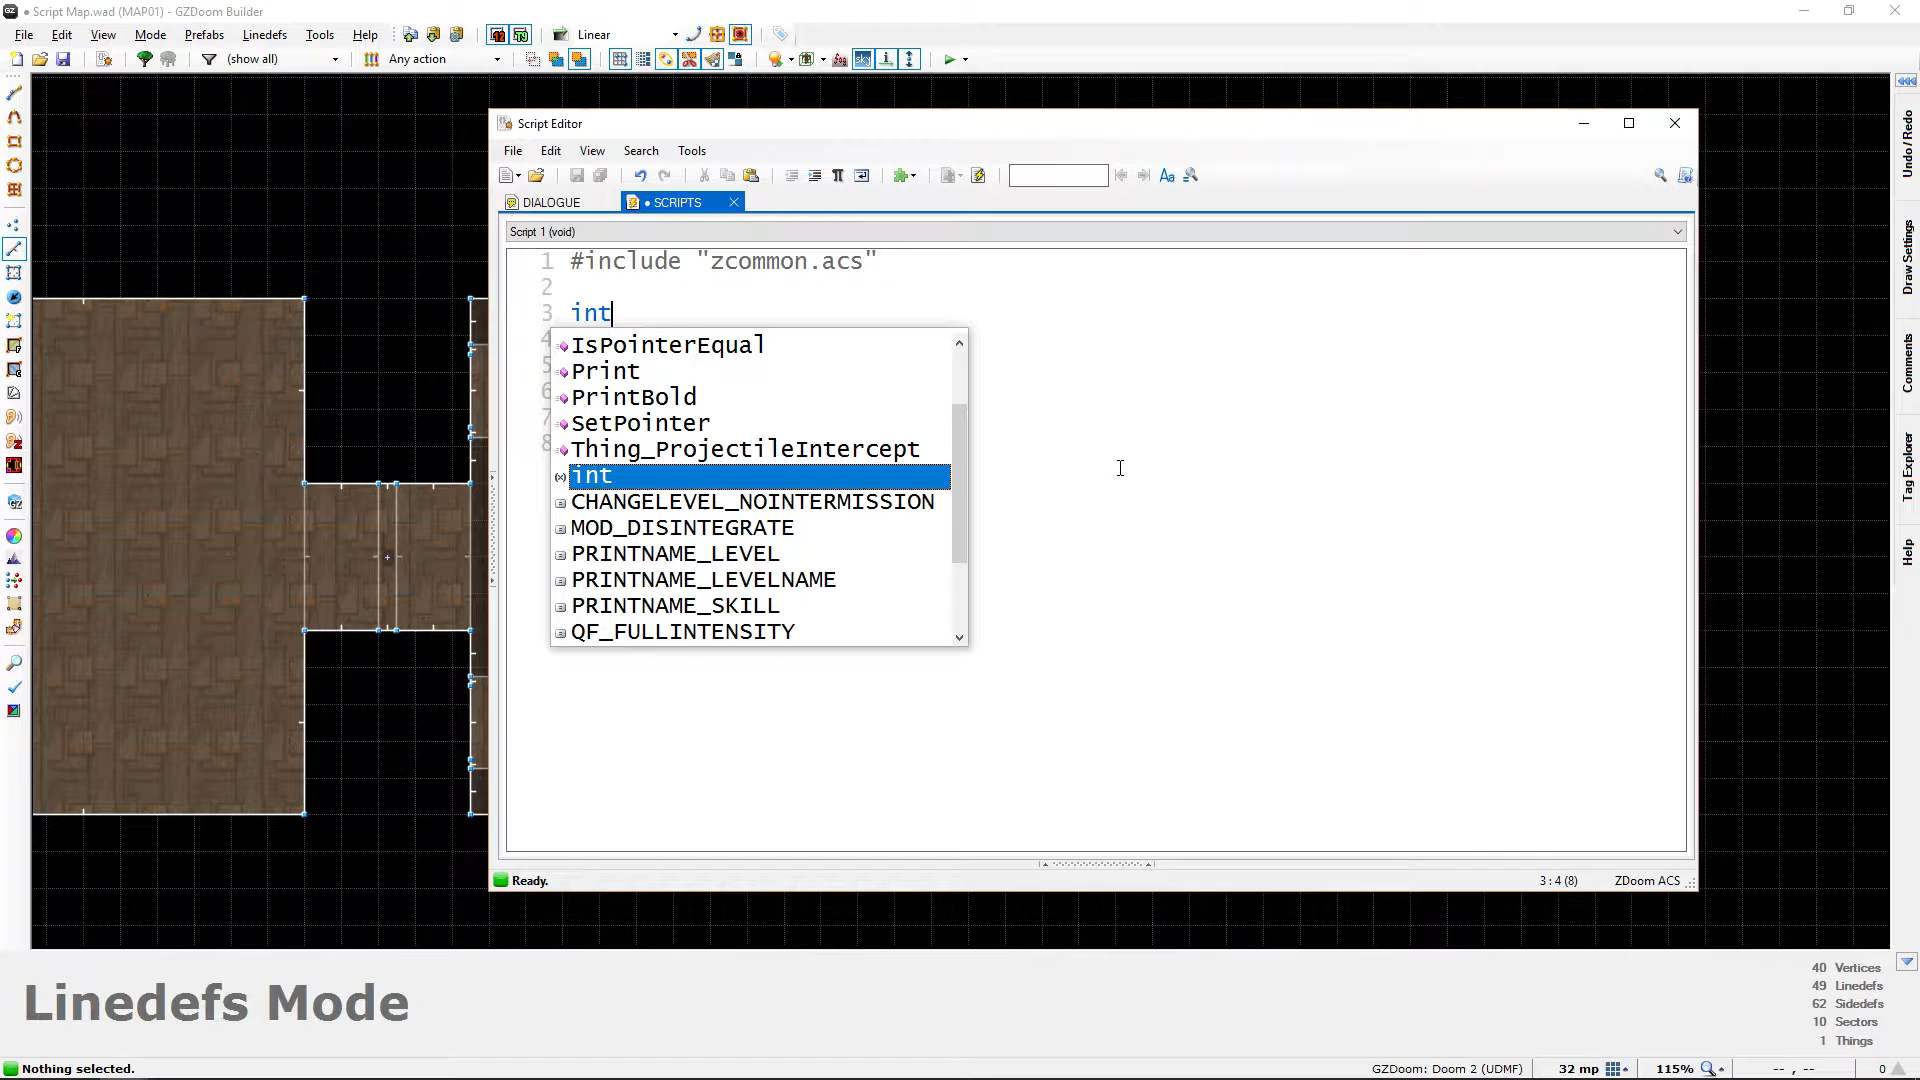 Script Map.wad (MAP01) - GZDoom Builder
File Edit View Mode Prefabs Linedefs Tools Help Linear
(show all) Any action
Script Editor
File Edit View Search Tools
DIALOGUE SCRIPTS
Script 1 (void)
1 #include "zcommon.acs"
2
3 int
IsPointerEqual
Print
PrintBold
SetPointer
Thing_ProjectileIntercept
int
CHANGELEVEL_NOINTERMISSION
MOD_DISINTEGRATE
PRINTNAME_LEVEL
PRINTNAME_LEVELNAME
PRINTNAME_SKILL
QF_FULLINTENSITY
Ready. 3 : 4 (8) ZDoom ACS
Undo / Redo
Draw Settings
Comments
Tag Explorer
Help
Linedefs Mode
40 Vertices
49 Linedefs
62 Sidedefs
10 Sectors
1 Things
Nothing selected. GZDoom: Doom 2 (UDMF) 32 mp 115% -- , -- 0